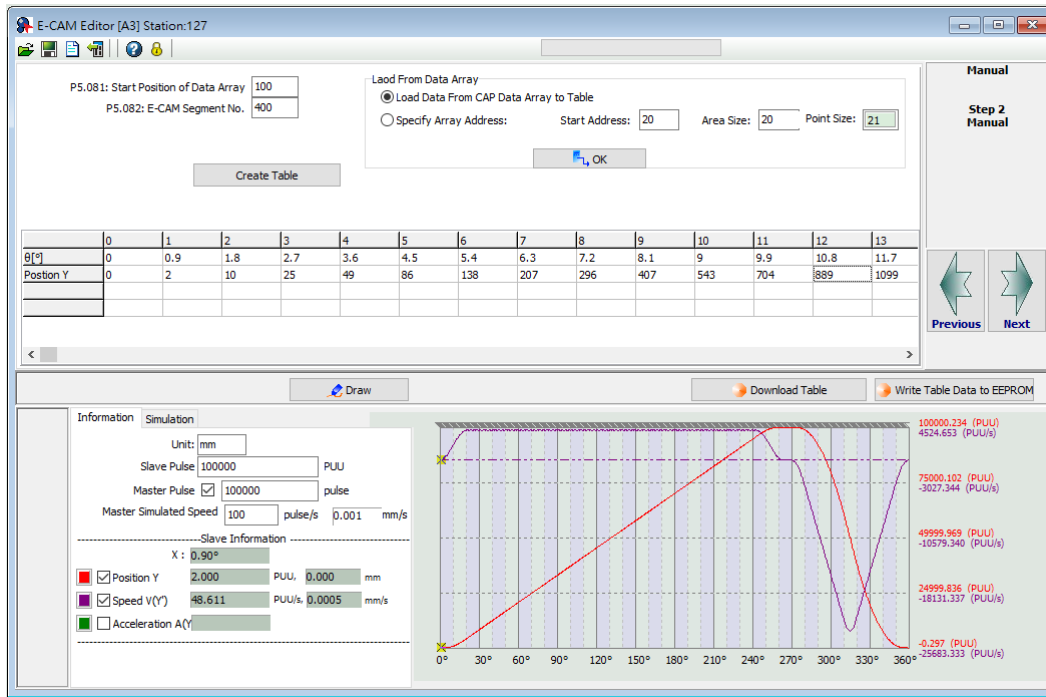 E-CAM Editor [A3] Station:127
P5.081: Start Position of Data Array 100
P5.082: E-CAM Segment No. 400
Create Table
Laod From Data Array
Load Data From CAP Data Array to Table
Specify Array Address: Start Address: 20 Area Size: 20 Point Size: 21
OK
Manual
Step 2
Manual
0 1 2 3 4 5 6 7 8 9 10 11 12 13
θ[º] 0 0.9 1.8 2.7 3.6 4.5 5.4 6.3 7.2 8.1 9 9.9 10.8 11.7
Postion Y 0 2 10 25 49 86 138 207 296 407 543 704 889 1099
Previous Next
Draw Download Table Write Table Data to EEPROM
Information Simulation
Unit: mm
Slave Pulse 100000 PUU
Master Pulse 100000 pulse
Master Simulated Speed 100 pulse/s 0.001 mm/s
Slave Information
X : 0.90°
Position Y 2.000 PUU, 0.000 mm
Speed V(Y') 48.611 PUU/s, 0.0005 mm/s
Acceleration A(Y
100000.234 (PUU)
4524.653 (PUU/s)
75000.102 (PUU)
-3027.344 (PUU/s)
49999.969 (PUU)
-10579.340 (PUU/s)
24999.836 (PUU)
-18131.337 (PUU/s)
-0.297 (PUU)
-25683.333 (PUU/s)
0° 30° 60° 90° 120° 150° 180° 210° 240° 270° 300° 330° 360°